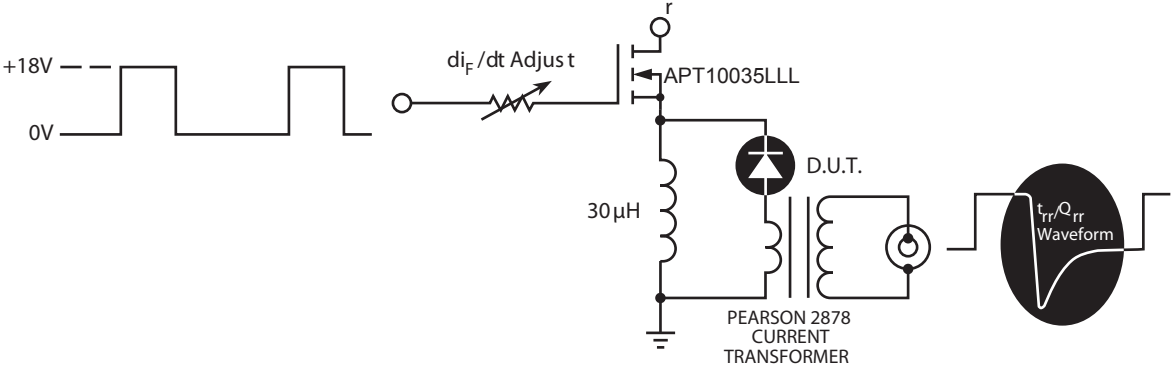 r
+18V
0V
diF/dt Adjust
APT10035LLL
30μH
D.U.T.
trr/Qrr
Waveform
PEARSON 2878
CURRENT
TRANSFORMER